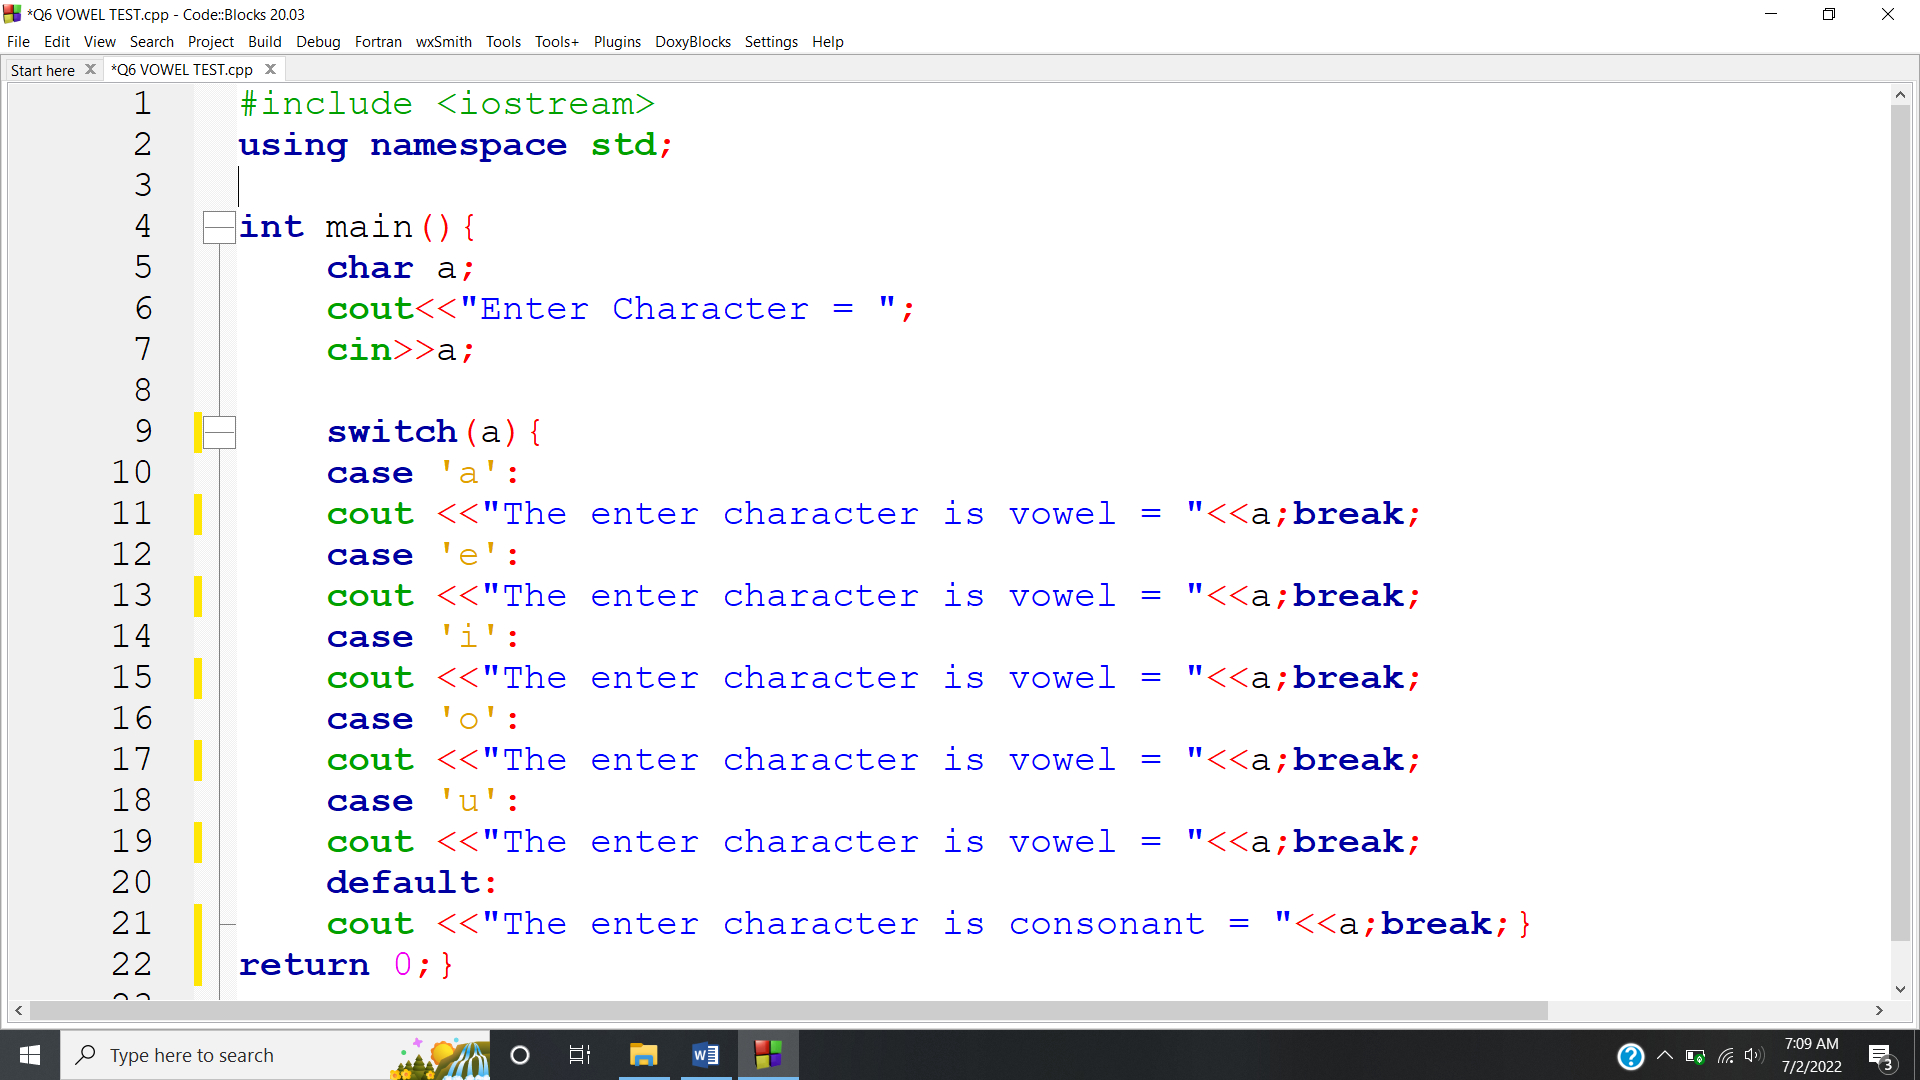 *Q6 VOWEL TEST.cpp - Code::Blocks 20.03
File Edit View Search Project Build Debug Fortran wxSmith Tools Tools+ Plugins DoxyBlocks Settings Help
Start here *Q6 VOWEL TEST.cpp
1 #include <iostream>
2 using namespace std;
3
4 int main(){
5 char a;
6 cout<<"Enter Character = ";
7 cin>>a;
8
9 switch(a){
10 case 'a':
11 cout <<"The enter character is vowel = "<<a;break;
12 case 'e':
13 cout <<"The enter character is vowel = "<<a;break;
14 case 'i':
15 cout <<"The enter character is vowel = "<<a;break;
16 case 'o':
17 cout <<"The enter character is vowel = "<<a;break;
18 case 'u':
19 cout <<"The enter character is vowel = "<<a;break;
20 default:
21 cout <<"The enter character is consonant = "<<a;break;}
22 return 0;}
Type here to search
7:09 AM
7/2/2022
3